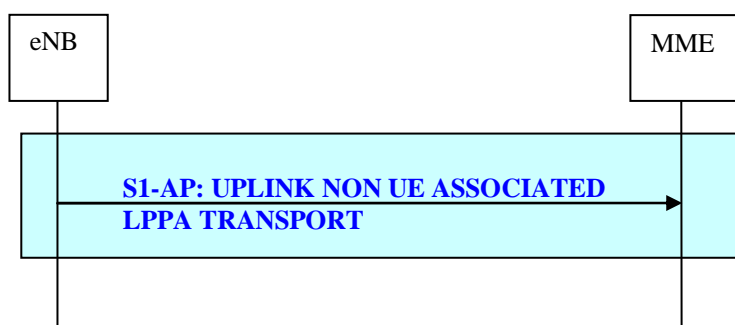 eNB
MME
S1-AP: UPLINK NON UE ASSOCIATED
LPPA TRANSPORT